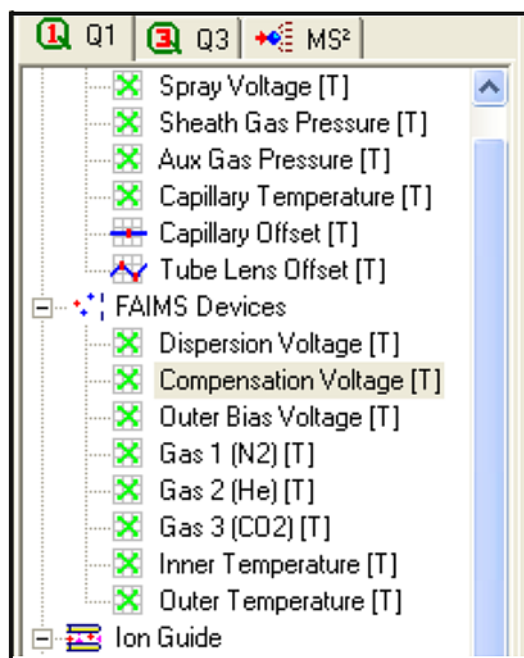 1 Q1 3 Q3 MS²
Spray Voltage [T]
Sheath Gas Pressure [T]
Aux Gas Pressure [T]
Capillary Temperature [T]
Capillary Offset [T]
Tube Lens Offset [T]
FAIMS Devices
Dispersion Voltage [T]
Compensation Voltage [T]
Outer Bias Voltage [T]
Gas 1 (N2) [T]
Gas 2 (He) [T]
Gas 3 (CO2) [T]
Inner Temperature [T]
Outer Temperature [T]
Ion Guide